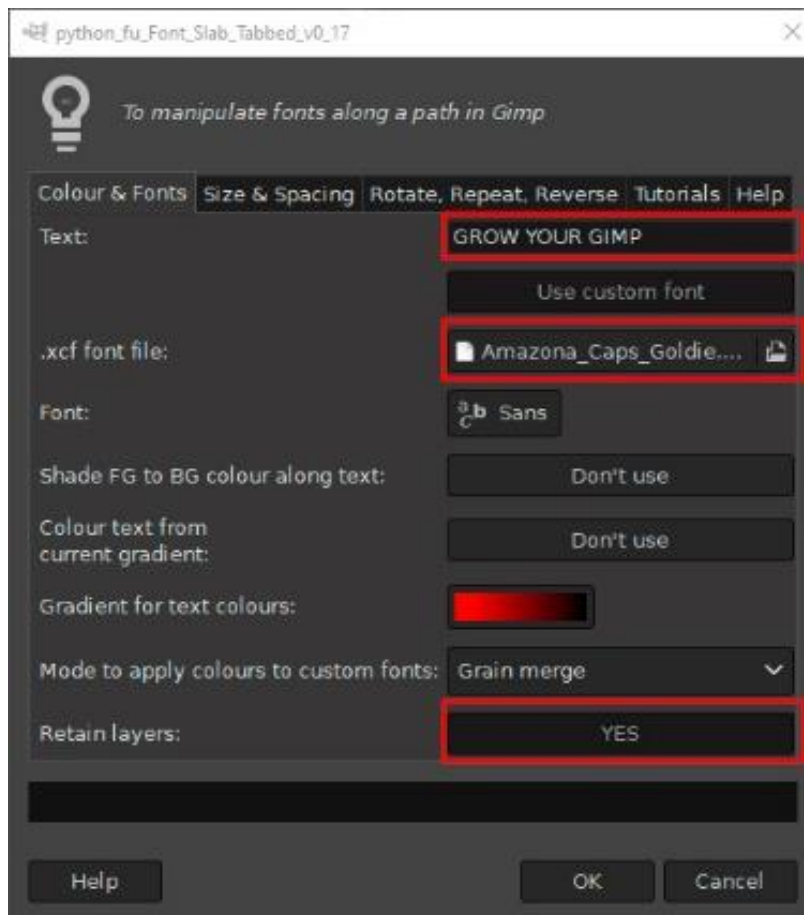 python_fu_Font_Slab_Tabbed_v0_17
To manipulate fonts along a path in Gimp
Colour & Fonts Size & Spacing Rotate, Repeat, Reverse Tutorials Help
Text: GROW YOUR GIMP
Use custom font
.xcf font file: Amazona_Caps_Goldie....
Font: Sans
Shade FG to BG colour along text: Don't use
Colour text from
current gradient: Don't use
Gradient for text colours:
Mode to apply colours to custom fonts: Grain merge
Retain layers: YES
Help OK Cancel